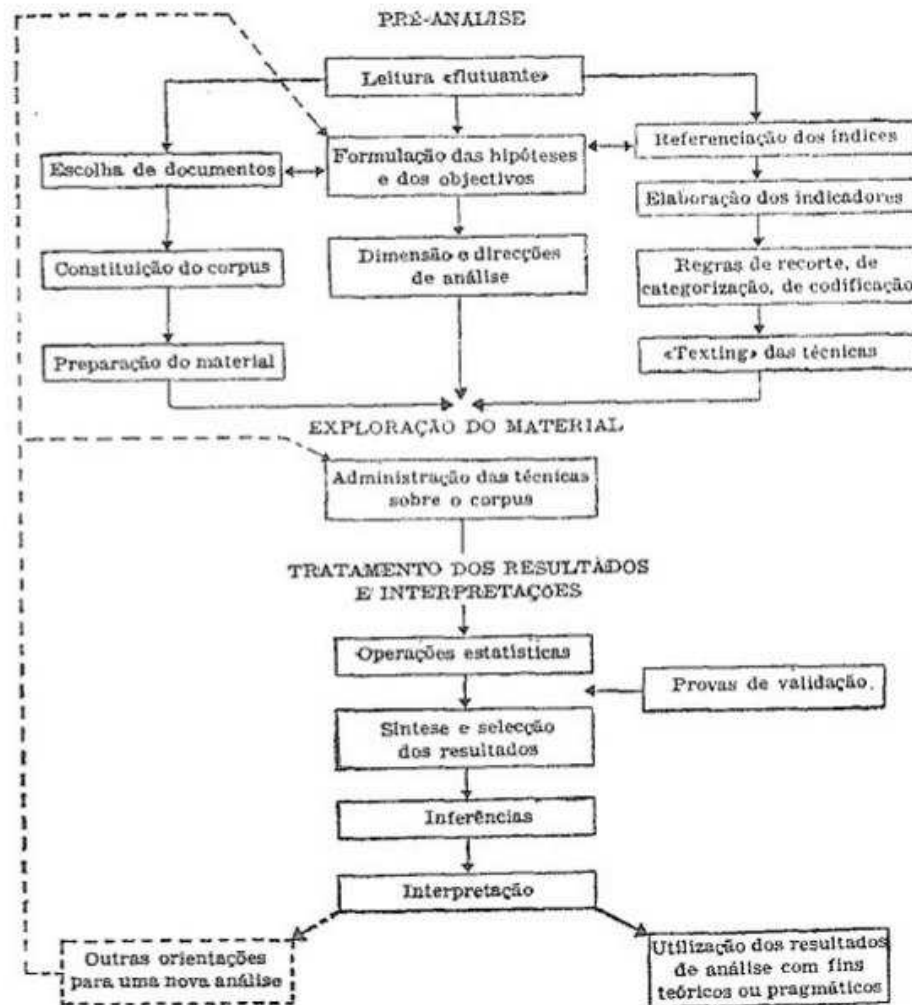 PRÉ-ANÁLISE
Leitura «flutuante»
Escolha de documentos
Formulação das hipóteses
e dos objectivos
Referenciação dos índices
Elaboração dos indicadores
Constituição do corpus
Dimensão e direcções
de análise
Regras de recorte, de
categorização, de codificação
Preparação do material
«Texting» das técnicas
EXPLORAÇÃO DO MATERIAL
Administração das técnicas
sobre o corpus
TRATAMENTO DOS RESULTADOS
E INTERPRETAÇÕES
Operações estatísticas
Provas de validação
Síntese e selecção
dos resultados
Inferências
Interpretação
Outras orientações
para uma nova análise
Utilização dos resultados
de análise com fins
teóricos ou pragmáticos